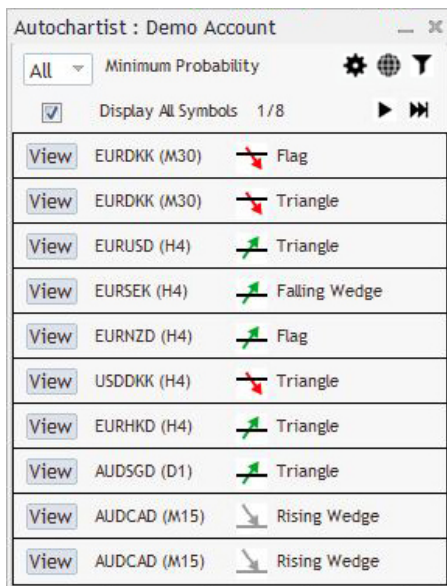 Autochartist : Demo Account
All Minimum Probability
Display All Symbols 1/8
View EURDKK (M30) Flag
View EURDKK (M30) Triangle
View EURUSD (H4) Triangle
View EURSEK (H4) Falling Wedge
View EURNZD (H4) Flag
View USDDKK (H4) Triangle
View EURHKD (H4) Triangle
View AUDSGD (D1) Triangle
View AUDCAD (M15) Rising Wedge
View AUDCAD (M15) Rising Wedge